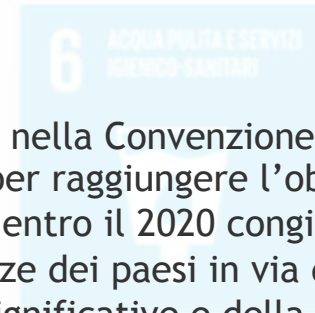 6 ACQUA PULITA E SERVIZI
IGIENICO-SANITARI
nella Convenzione
per raggiungere l’ob
entro il 2020 congi
ze dei paesi in via
gnificativo e della